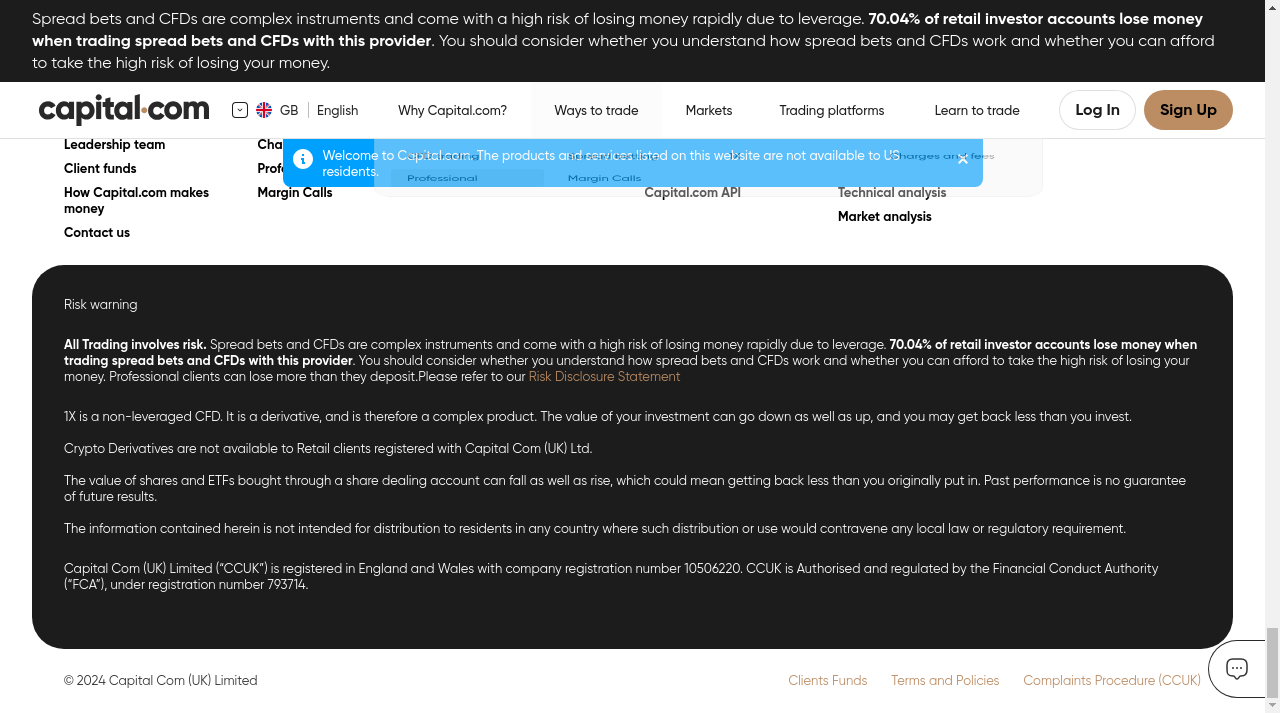 Spread bets and CFDs are complex instruments and come with a high risk of losing money rapidly due to leverage. 70.04% of retail investor accounts lose money
when trading spread bets and CFDs with this provider. You should consider whether you understand how spread bets and CFDs work and whether you can afford
to take the high risk of losing your money.
capital.com GB English Why Capital.com? Ways to trade Markets Trading platforms Learn to trade Log In Sign Up
Leadership team
Welcome to Capital.com. The products and services listed on this website are not available to US
residents.
Charges and fees
Client funds
Professional Margin Calls
How Capital.com makes
money
Margin Calls
Capital.com API
Technical analysis
Market analysis
Contact us
Risk warning
All Trading involves risk. Spread bets and CFDs are complex instruments and come with a high risk of losing money rapidly due to leverage. 70.04% of retail investor accounts lose money when
trading spread bets and CFDs with this provider. You should consider whether you understand how spread bets and CFDs work and whether you can afford to take the high risk of losing your
money. Professional clients can lose more than they deposit.Please refer to our Risk Disclosure Statement
1X is a non-leveraged CFD. It is a derivative, and is therefore a complex product. The value of your investment can go down as well as up, and you may get back less than you invest.
Crypto Derivatives are not available to Retail clients registered with Capital Com (UK) Ltd.
The value of shares and ETFs bought through a share dealing account can fall as well as rise, which could mean getting back less than you originally put in. Past performance is no guarantee
of future results.
The information contained herein is not intended for distribution to residents in any country where such distribution or use would contravene any local law or regulatory requirement.
Capital Com (UK) Limited (“CCUK”) is registered in England and Wales with company registration number 10506220. CCUK is Authorised and regulated by the Financial Conduct Authority
(“FCA”), under registration number 793714.
© 2024 Capital Com (UK) Limited Clients Funds Terms and Policies Complaints Procedure (CCUK)